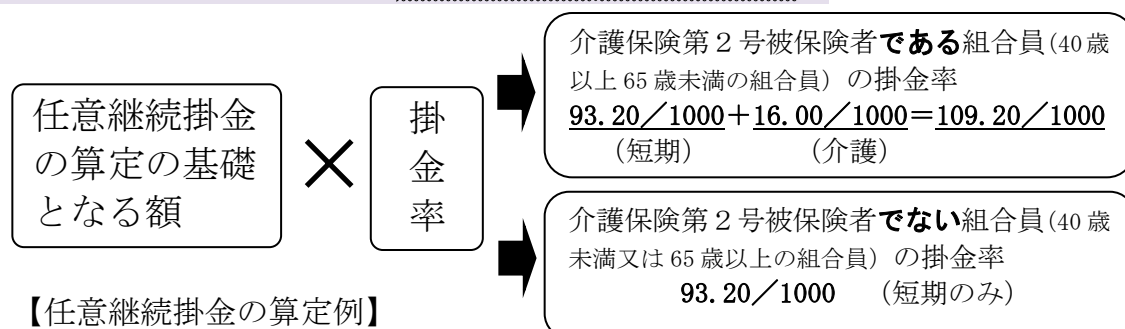 任意継続掛金
の算定の基礎
となる額
×
掛
金
率
介護保険第２号被保険者である組合員(40歳
以上65歳未満の組合員）の掛金率
93.20／1000＋16.00／1000＝109.20／1000
（短期）　　（介護）
介護保険第２号被保険者でない組合員(40歳
未満又は65歳以上の組合員）の掛金率
93.20／1000　（短期のみ）
【任意継続掛金の算定例】